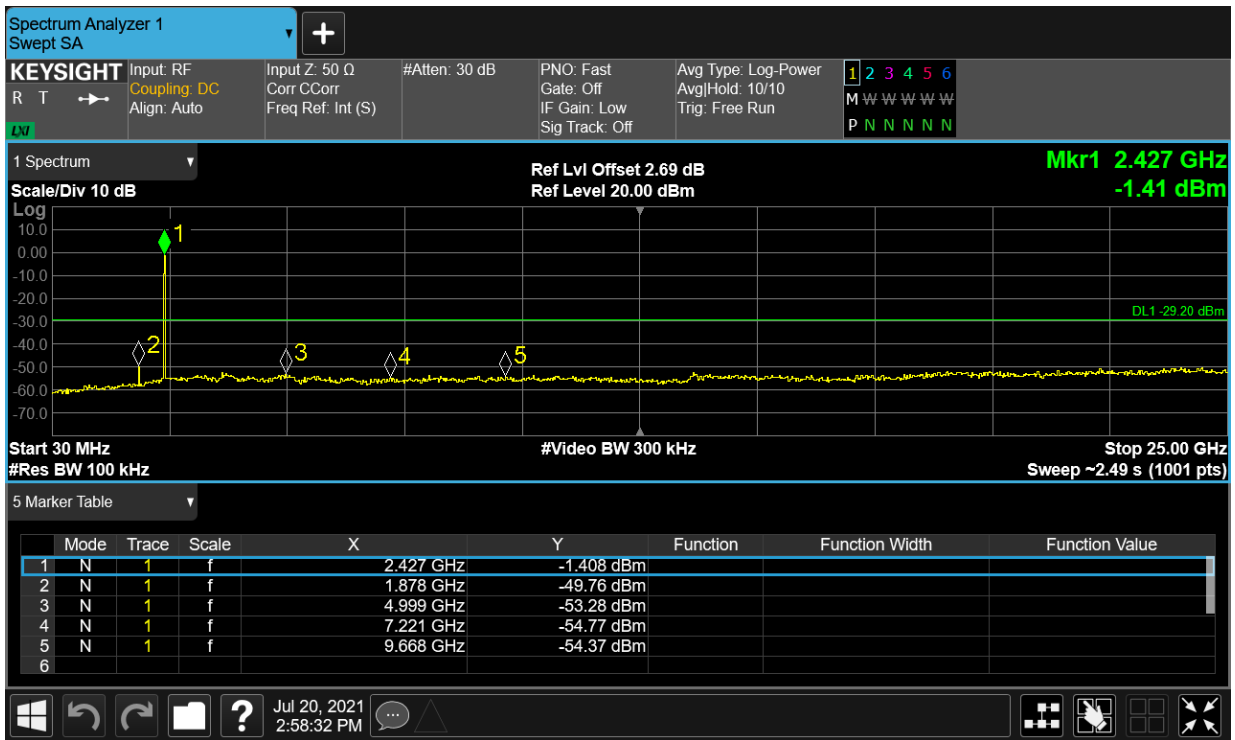 Spectrum Analyzer 1
Swept SA
+
KEYSIGHT Input: RF Input Z: 50 Ω #Atten: 30 dB PNO: Fast Avg Type: Log-Power 1 2 3 4 5 6
R T Coupling: DC Corr CCorr Gate: Off Avg|Hold: 10/10 M W W W W W
Align: Auto Freq Ref: Int (S) IF Gain: Low Trig: Free Run P N N N N N
LXI Sig Track: Off
1 Spectrum Ref Lvl Offset 2.69 dB Mkr1 2.427 GHz
Scale/Div 10 dB Ref Level 20.00 dBm -1.41 dBm
Log
10.0 1
0.00
-10.0
-20.0
DL1 -29.20 dBm
-30.0
-40.0 2 3 4 5
-50.0
-60.0
-70.0
Start 30 MHz #Video BW 300 kHz Stop 25.00 GHz
#Res BW 100 kHz Sweep ~2.49 s (1001 pts)
5 Marker Table
Mode Trace Scale X Y Function Function Width Function Value
1 N 1 f 2.427 GHz -1.408 dBm
2 N 1 f 1.878 GHz -49.76 dBm
3 N 1 f 4.999 GHz -53.28 dBm
4 N 1 f 7.221 GHz -54.77 dBm
5 N 1 f 9.668 GHz -54.37 dBm
6
? Jul 20, 2021
2:58:32 PM